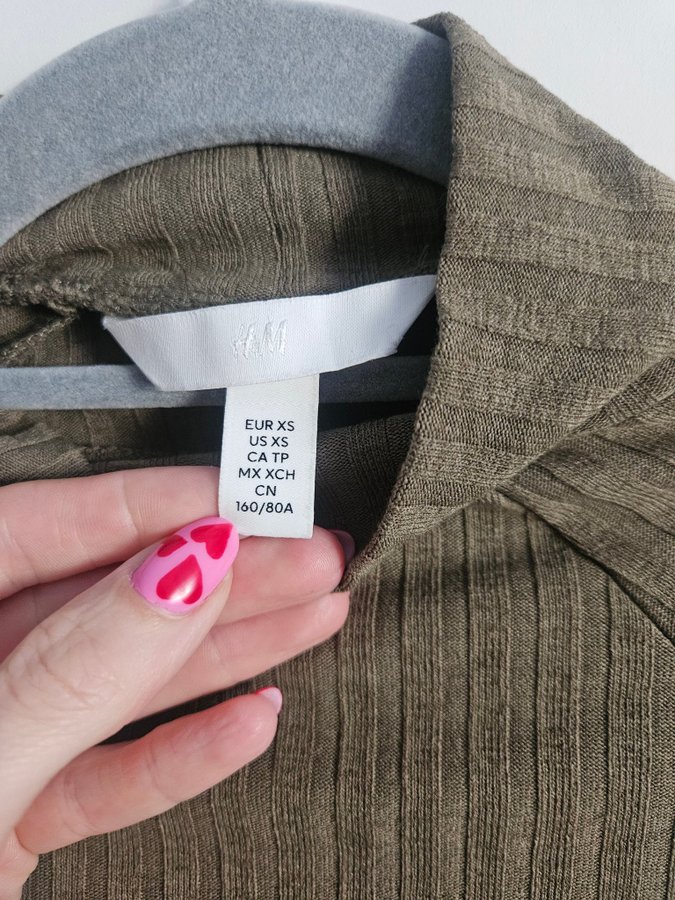 H&M
EUR XS
US XS
CA TP
MX XCH
CN
160/80A